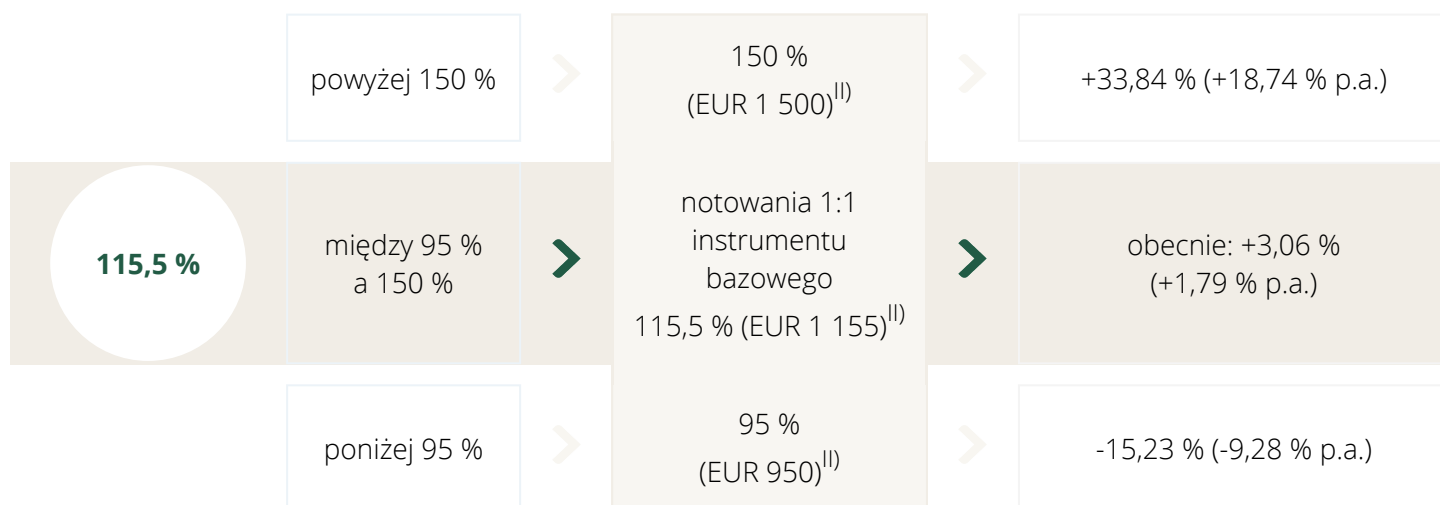 powyżej 150 %
150 %
(EUR 1 500)II)
+33,84 % (+18,74 % p.a.)
115,5 %
między 95 %
a 150 %
notowania 1:1
instrumentu
bazowego
115,5 % (EUR 1 155)II)
obecnie: +3,06 %
(+1,79 % p.a.)
poniżej 95 %
95 %
(EUR 950)II)
-15,23 % (-9,28 % p.a.)